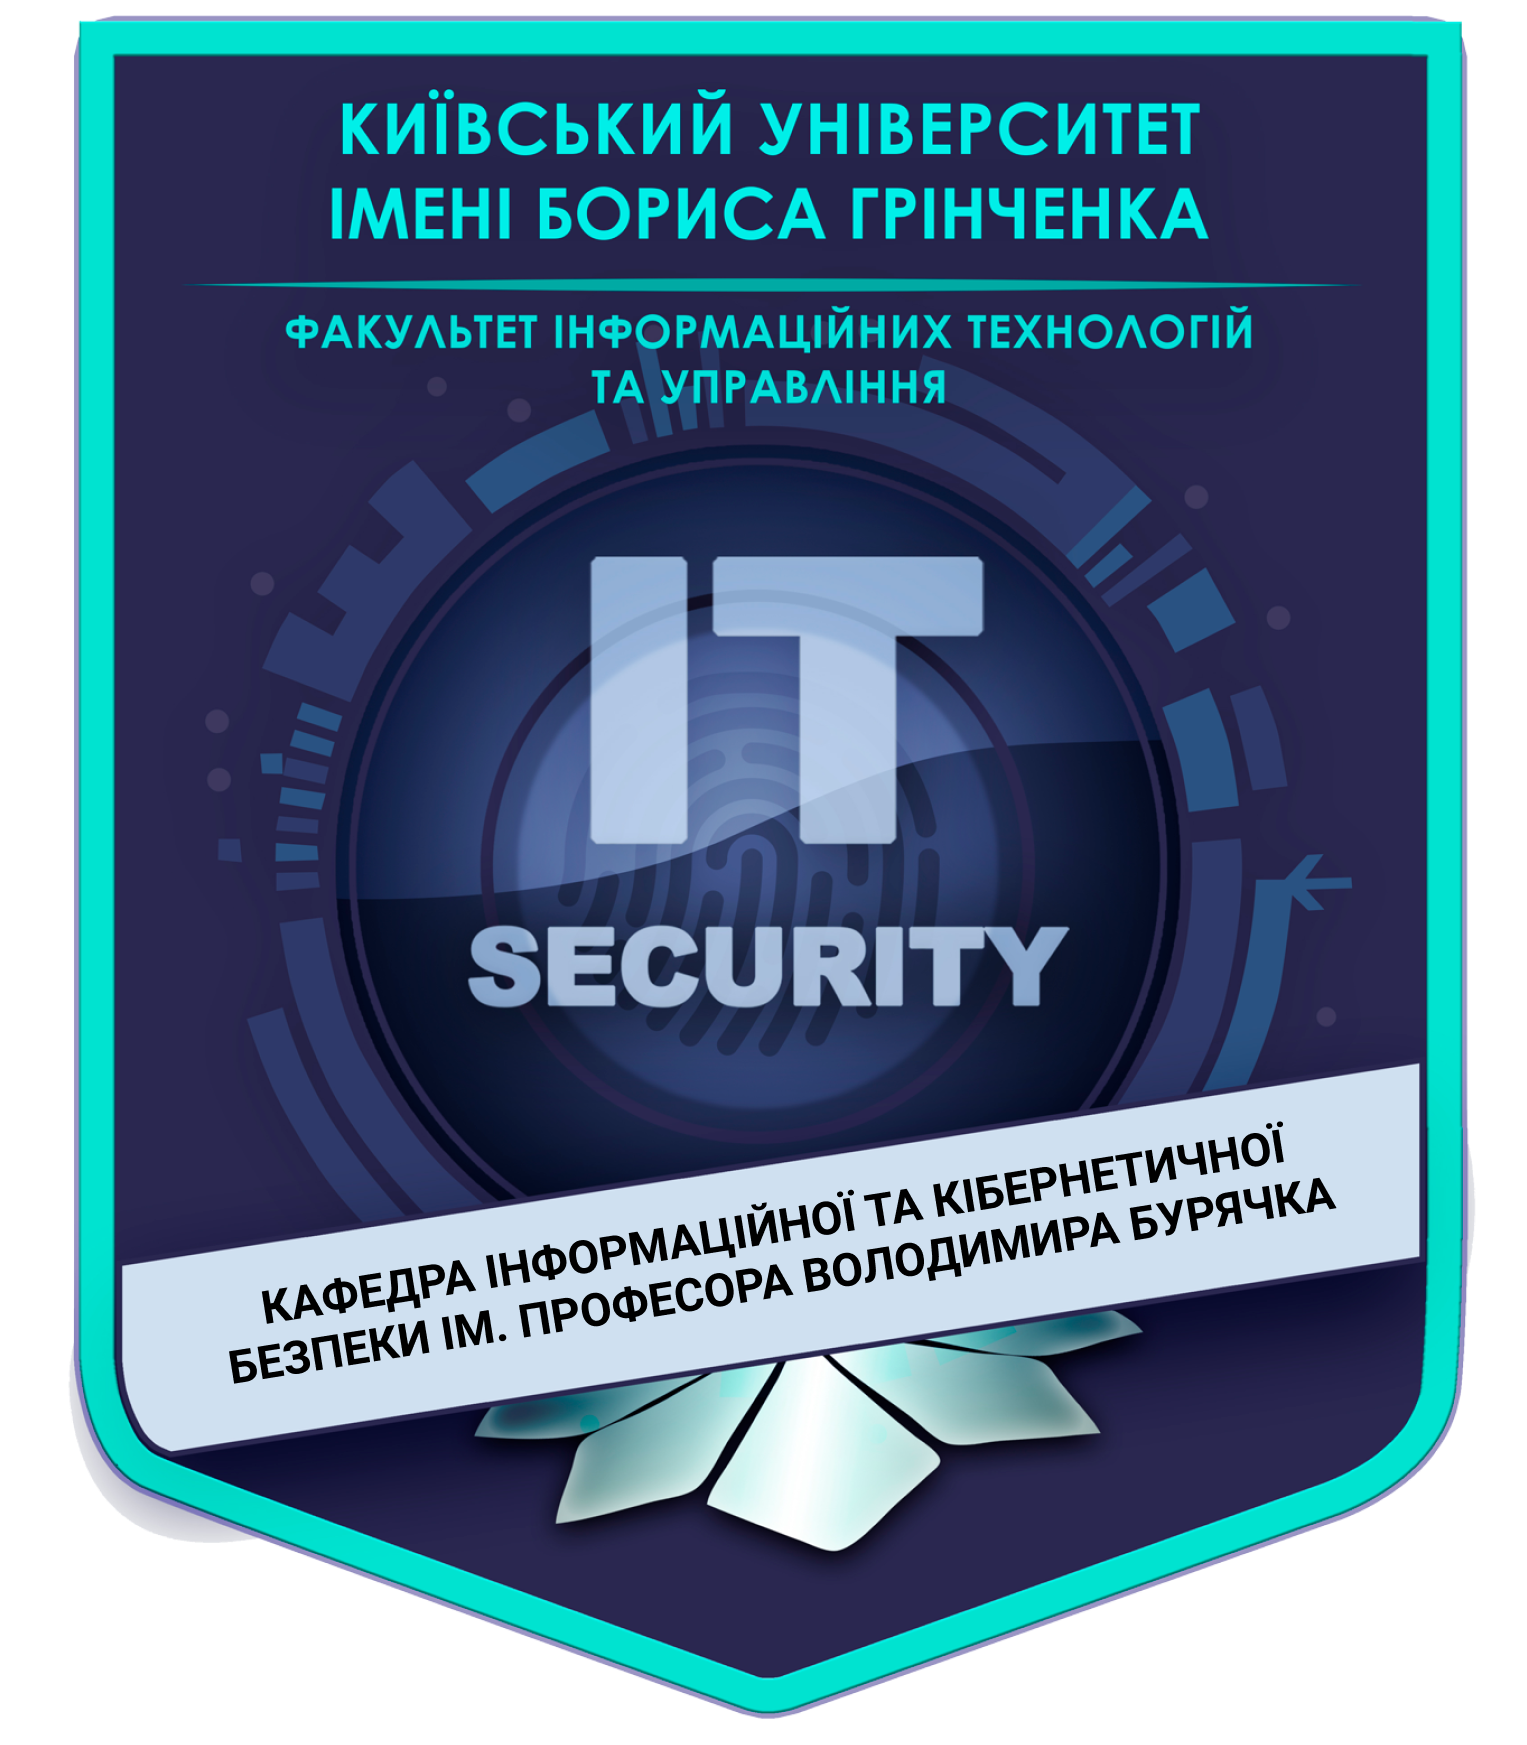 КИЇВСЬКИЙ УНІВЕРСИТЕТ
ІМЕНІ БОРИСА ГРІНЧЕНКА
ФАКУЛЬТЕТ ІНФОРМАЦІЙНИХ ТЕХНОЛОГІЙ
ТА УПРАВЛІННЯ
IT
SECURITY
КАФЕДРА ІНФОРМАЦІЙНОЇ ТА КІБЕРНЕТИЧНОЇ
БЕЗПЕКИ ІМ. ПРОФЕСОРА ВОЛОДИМИРА БУРЯЧКА